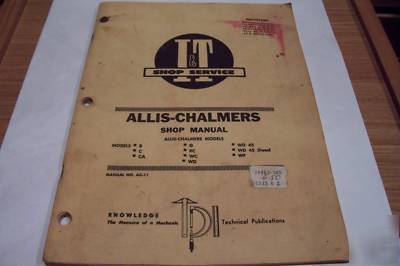 I&T
SHOP SERVICE
ALLIS-CHALMERS
SHOP MANUAL
ALLIS-CHALMERS MODELS
MODELS B G WD 45
C RC WD 45 Diesel
CA WC WF
WD
MANUAL NO. AC-11
KNOWLEDGE
The Measure of a Mechanic
Technical Publications